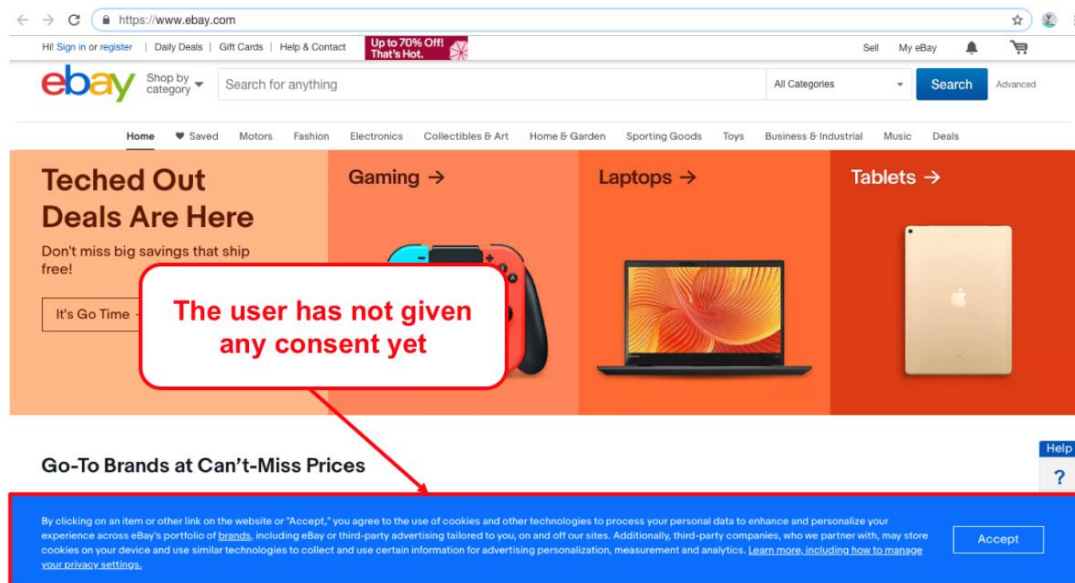 https://www.ebay.com
Hi! Sign in or register | Daily Deals | Gift Cards | Help & Contact
Up to 70% Off!
That's Hot.
Sell My eBay
ebay
Shop by
category
Search for anything
All Categories
Search
Advanced
Home Saved Motors Fashion Electronics Collectibles & Art Home & Garden Sporting Goods Toys Business & Industrial Music Deals
Teched Out
Deals Are Here
Don't miss big savings that ship
free!
It's Go Time
Gaming →
Laptops →
Tablets →
The user has not given
any consent yet
Go-To Brands at Can't-Miss Prices
Help
?
By clicking on an item or other link on the website or "Accept," you agree to the use of cookies and other technologies to process your personal data to enhance and personalize your
experience across eBay's portfolio of brands, including eBay or third-party advertising tailored to you, on and off our sites. Additionally, third-party companies, who we partner with, may store
cookies on your device and use similar technologies to collect and use certain information for advertising personalization, measurement and analytics. Learn more, including how to manage
your privacy settings.
Accept